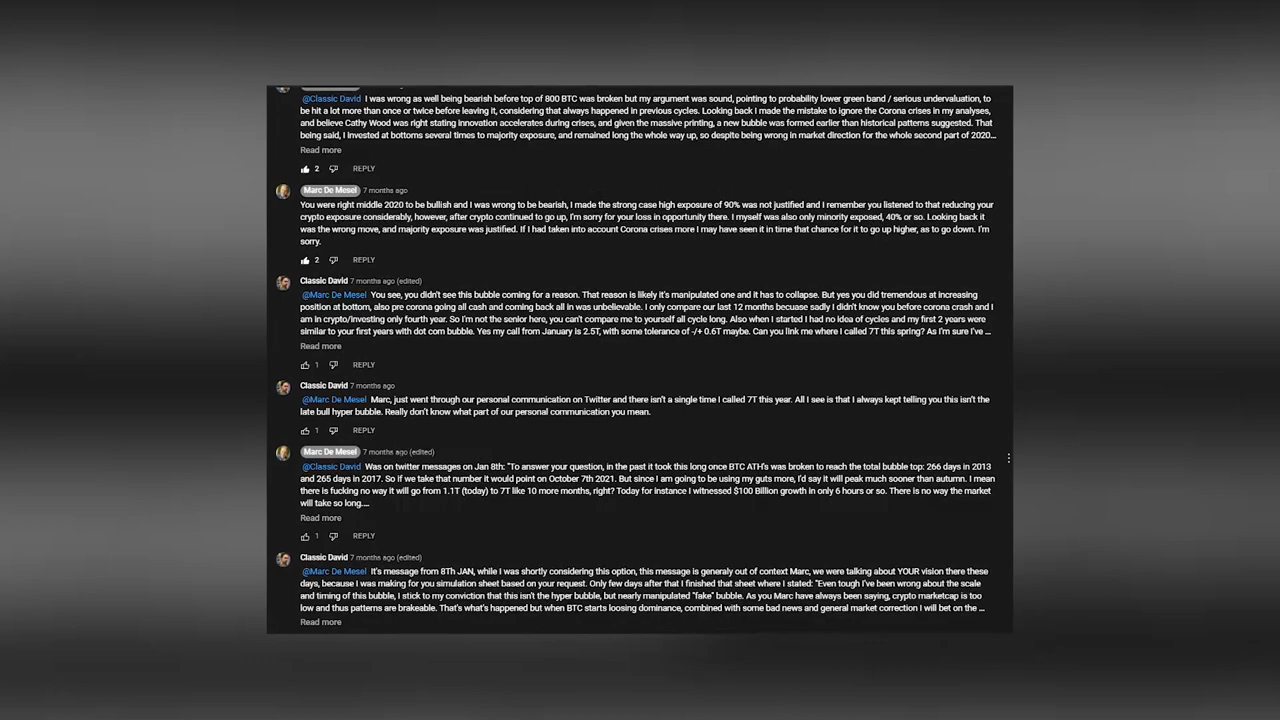 @Classic David I was wrong as well being bearish before top of 800 BTC was broken but my argument was sound, pointing to probability lower green band / serious undervaluation, to
be hit a lot more than once or twice before leaving it, considering that always happened in previous cycles. Looking back I made the mistake to ignore the Corona crises in my analyses,
and believe Cathy Wood was right stating innovation accelerates during crises, and given the massive printing, a new bubble was formed earlier than historical patterns suggested. That
being said, I invested at bottoms several times to majority exposure, and remained long the whole way up, so despite being wrong in market direction for the whole second part of 2020...
Read more
2 REPLY
Marc De Mesel 7 months ago
You were right middle 2020 to be bullish and I was wrong to be bearish, I made the strong case high exposure of 90% was not justified and I remember you listened to that reducing your
crypto exposure considerably, however, after crypto continued to go up, I'm sorry for your loss in opportunity there. I myself was also only minority exposed, 40% or so. Looking back it
was the wrong move, and majority exposure was justified. If I had taken into account Corona crises more I may have seen it in time that chance for it to go up higher, as to go down. I'm
sorry.
2 REPLY
Classic David 7 months ago (edited)
@Marc De Mesel You see, you didn't see this bubble coming for a reason. That reason is likely it's manipulated one and it has to collapse. But yes you did tremendous at increasing
position at bottom, also pre corona going all cash and coming back all in was unbelievable. I only compare our last 12 months becuase sadly I didn't know you before corona crash and I
am in crypto/investing only fourth year. So I'm not the senior here, you can't compare me to yourself all cycle long. Also when I started I had no idea of cycles and my first 2 years were
similar to your first years with dot com bubble. Yes my call from January is 2.5T, with some tolerance of -/+ 0.6T maybe. Can you link me where I called 7T this spring? As I'm sure I've ...
Read more
1 REPLY
Classic David 7 months ago
@Marc De Mesel Marc, just went through our personal communication on Twitter and there isn't a single time I called 7T this year. All I see is that I always kept telling you this isn't the
late bull hyper bubble. Really don't know what part of our personal communication you mean.
1 REPLY
Marc De Mesel 7 months ago (edited)
@Classic David Was on twitter messages on Jan 8th: "To answer your question, in the past it took this long once BTC ATH's was broken to reach the total bubble top: 266 days in 2013
and 265 days in 2017. So if we take that number it would point on October 7th 2021. But since I am going to be using my guts more, I'd say it will peak much sooner than autumn. I mean
there is fucking no way it will go from 1.1T (today) to 7T like 10 more months, right? Today for instance I witnessed $100 Billion growth in only 6 hours or so. There is no way the market
will take so long....
Read more
1 REPLY
Classic David 7 months ago (edited)
@Marc De Mesel It's message from 8Th JAN, while I was shortly considering this option, this message is generaly out of context Marc, we were talking about YOUR vision there these
days, because I was making for you simulation sheet based on your request. Only few days after that I finished that sheet where I stated: "Even tough I've been wrong about the scale
and timing of this bubble, I stick to my conviction that this isn't the hyper bubble, but nearly manipulated "fake" bubble. As you Marc have always been saying, crypto marketcap is too
low and thus patterns are brakeable. That's what's happened but when BTC starts loosing dominance, combined with some bad news and general market correction I will bet on the ...
Read more